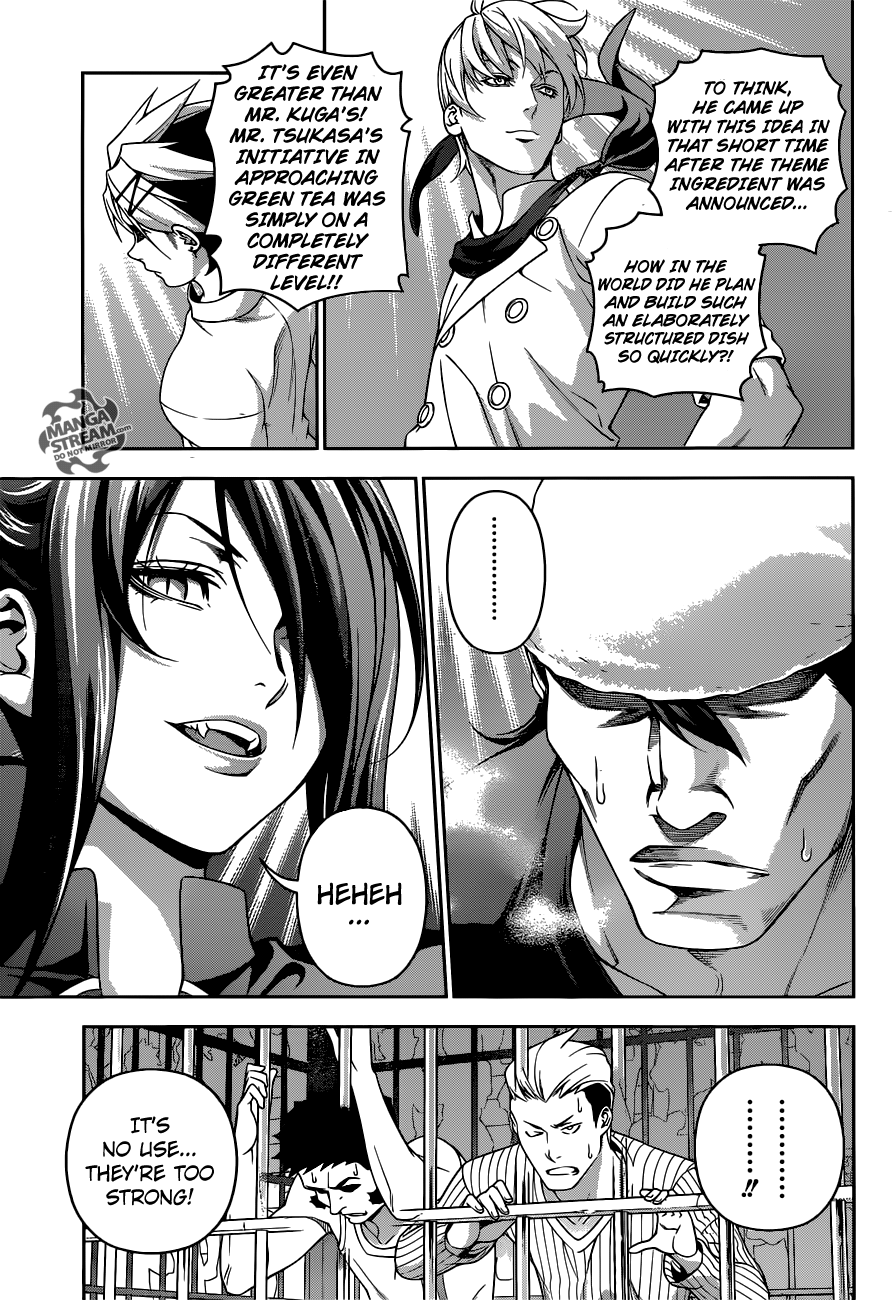 TO THINK,
HE CAME UP
WITH THIS IDEA IN
THAT SHORT TIME
AFTER THE THEME
INGREDIENT WAS
ANNOUNCED...
HOW IN THE
WORLD DID HE PLAN
AND BUILD SUCH
AN ELABORATELY
STRUCTURED DISH
SO QUICKLY?!
IT'S EVEN
GREATER THAN
MR. KUGA'S!
MR. TSUKASA'S
INITIATIVE IN
APPROACHING
GREEN TEA WAS
SIMPLY ON A
COMPLETELY
DIFFERENT
LEVEL!!
MANGA
STREAM.com
DO NOT MIRROR
...........
HEHEH
...
.........!!
IT'S
NO USE...
THEY'RE TOO
STRONG!